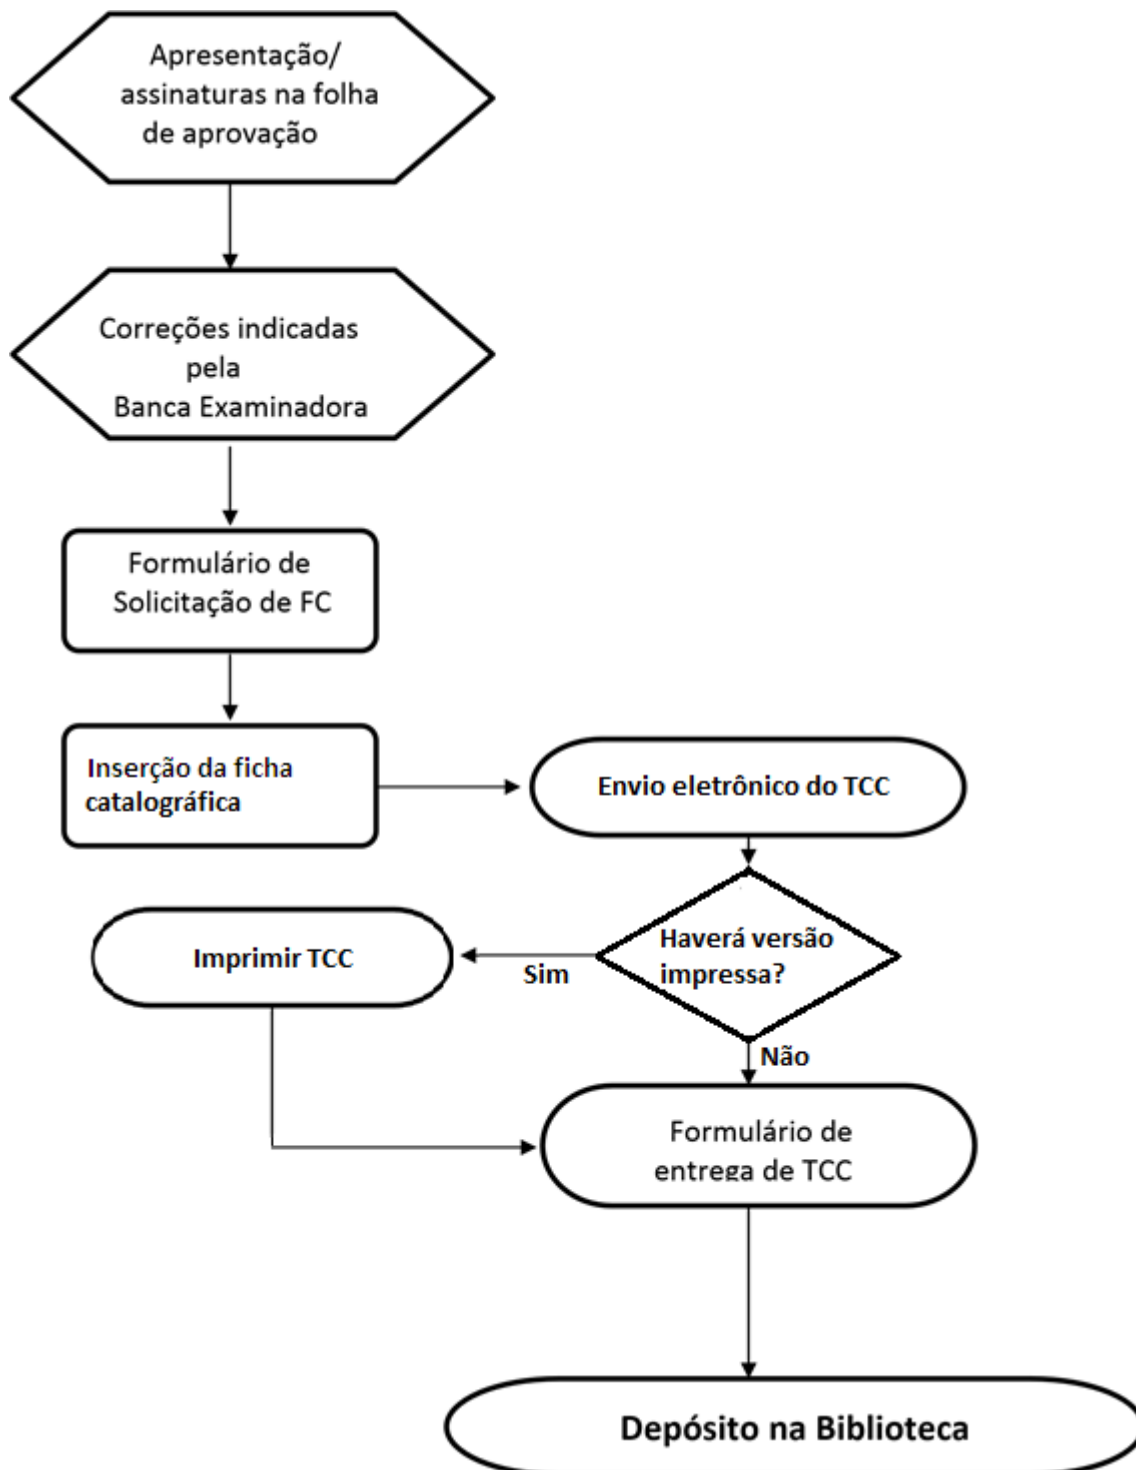 Apresentação/
assinaturas na folha
de aprovação
Correções indicadas
pela
Banca Examinadora
Formulário de
Solicitação de FC
Inserção da ficha
catalográfica
Envio eletrônico do TCC
Haverá versão
impressa?
Sim
Imprimir TCC
Não
Formulário de
entrega de TCC
Depósito na Biblioteca